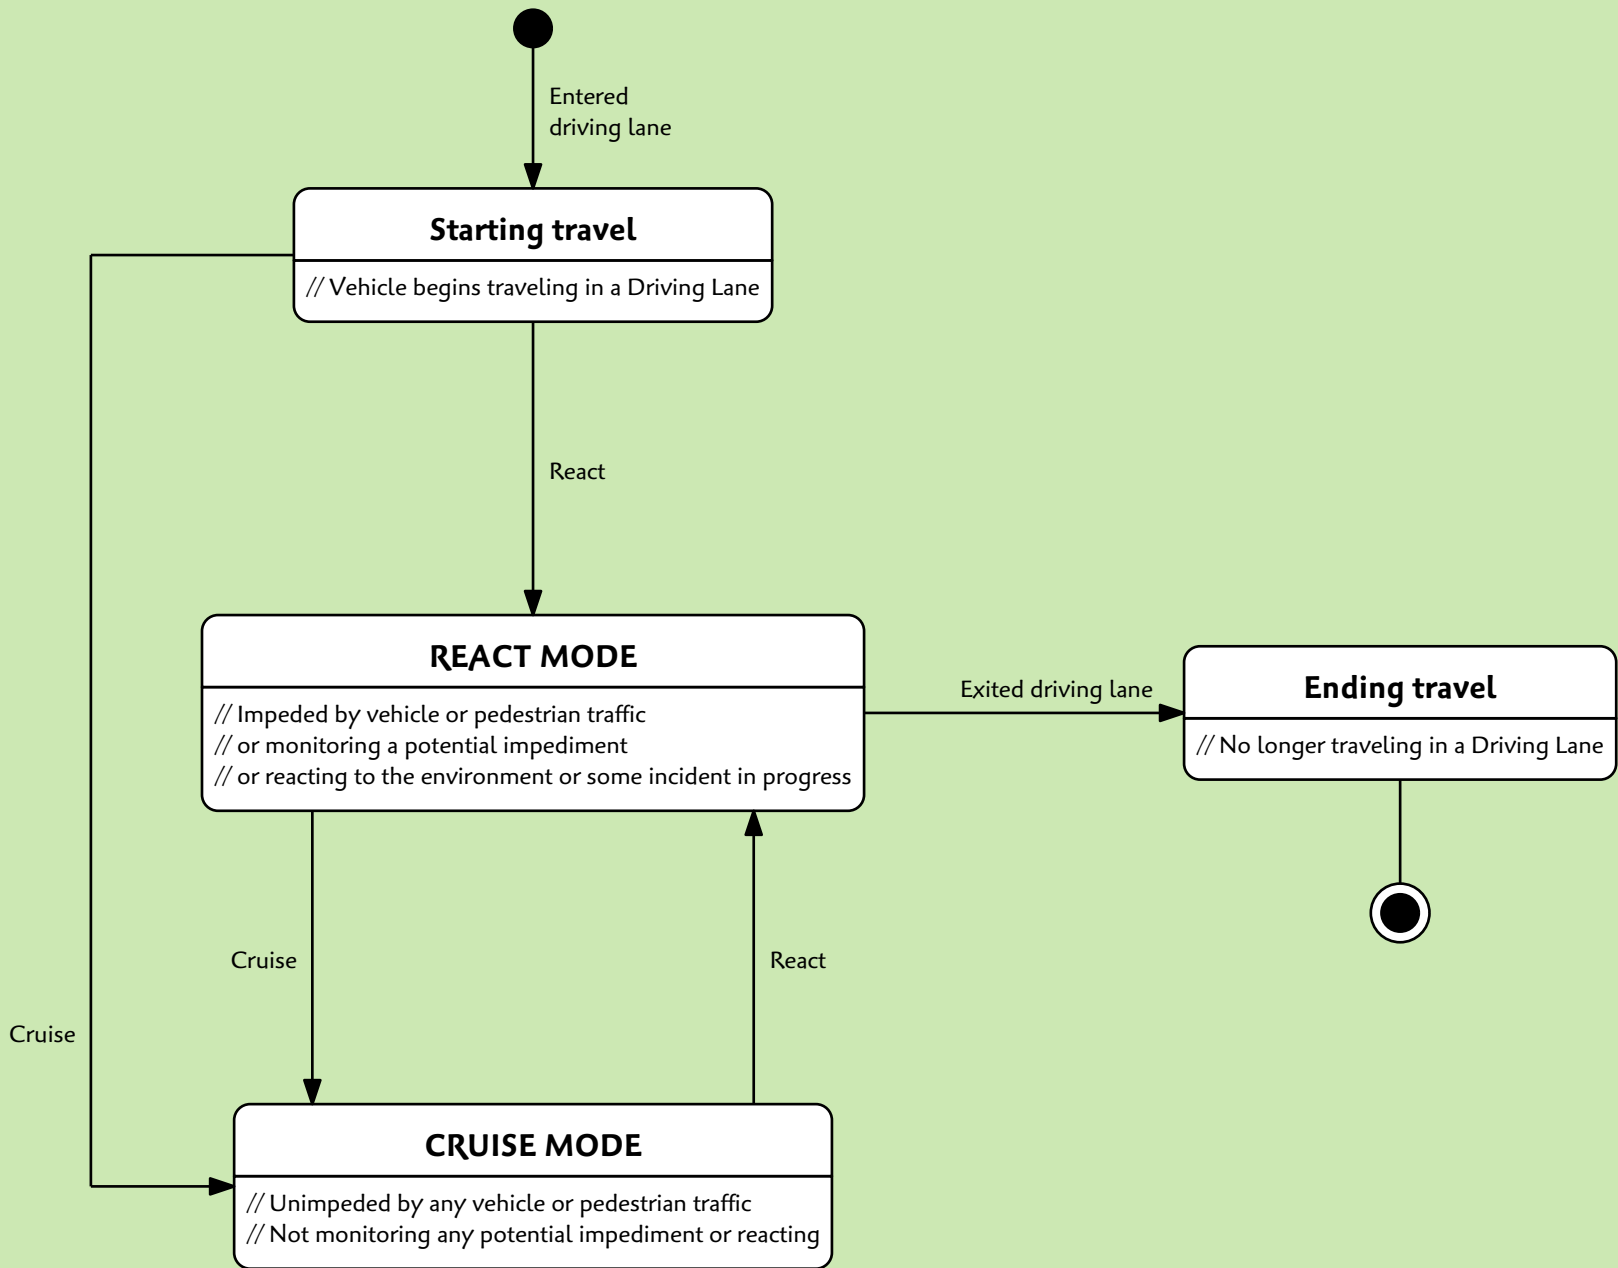 Entered
driving lane
Starting travel
// Vehicle begins traveling in a Driving Lane
React
REACT MODE
// Impeded by vehicle or pedestrian traffic
// or monitoring a potential impediment
// or reacting to the environment or some incident in progress
Exited driving lane
Ending travel
// No longer traveling in a Driving Lane
Cruise
React
Cruise
CRUISE MODE
// Unimpeded by any vehicle or pedestrian traffic
// Not monitoring any potential impediment or reacting